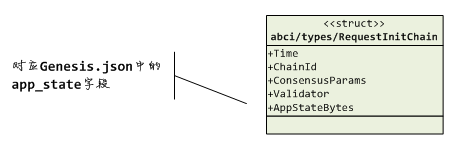 对应Genesis.json中的
app_state字段
<<struct>>
abci/types/RequestInitChain
+Time
+ChainId
+ConsensusParams
+Validator
+AppStateBytes